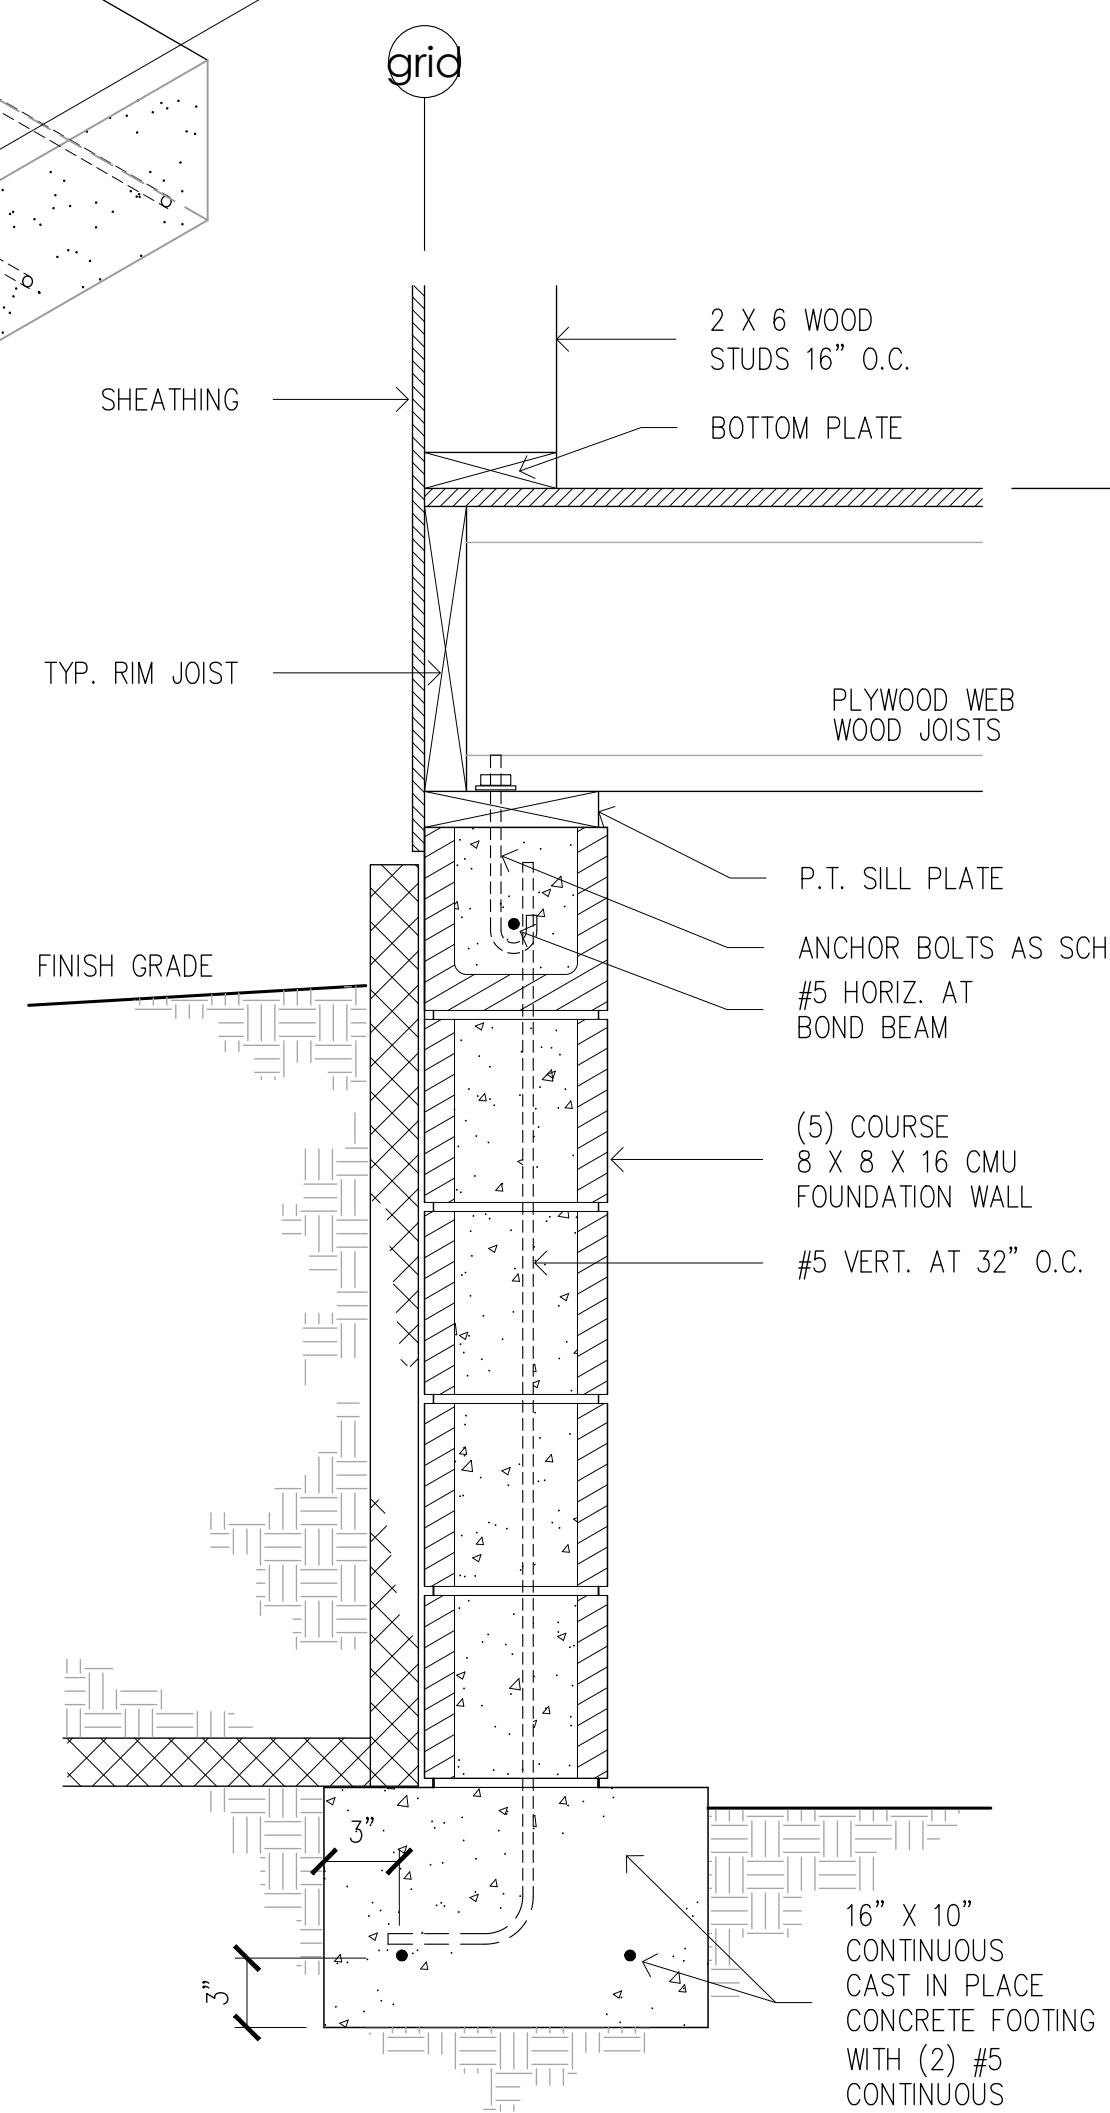 grid
2 X 6 WOOD
STUDS 16” O.C.
SHEATHING
BOTTOM PLATE
TYP. RIM JOIST
PLYWOOD WEB
WOOD JOISTS
P.T. SILL PLATE
ANCHOR BOLTS AS SCH
FINISH GRADE
#5 HORIZ. AT
BOND BEAM
(5) COURSE
8 X 8 X 16 CMU
FOUNDATION WALL
#5 VERT. AT 32” O.C.
3”
3”
16” X 10”
CONTINUOUS
CAST IN PLACE
CONCRETE FOOTING
WITH (2) #5
CONTINUOUS